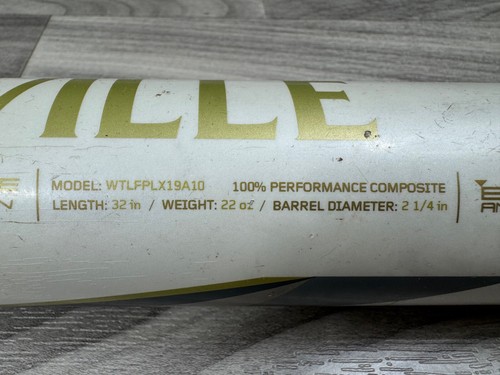 VILLE
MODEL: WTLFPLX19A10 100% PERFORMANCE COMPOSITE
LENGTH: 32 in / WEIGHT: 22 oz / BARREL DIAMETER: 2 1/4 in